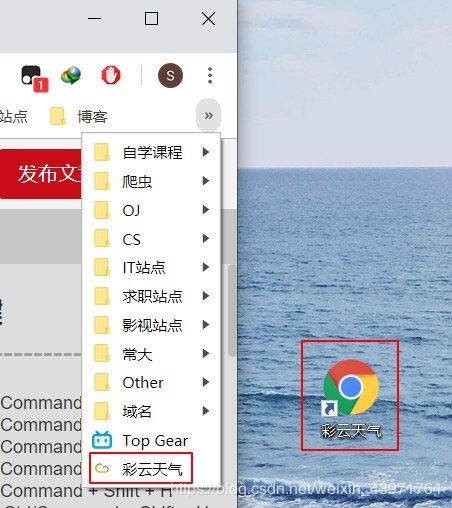 1
S
站点
博客
»
发布文章
自学课程
爬虫
OJ
CS
IT站点
求职站点
影视站点
常大
Other
域名
Top Gear
彩云天气
Command
Command
Command
Command
Command + Shift + H
彩云天气
https://blog.csdn.net/weixin_43971764